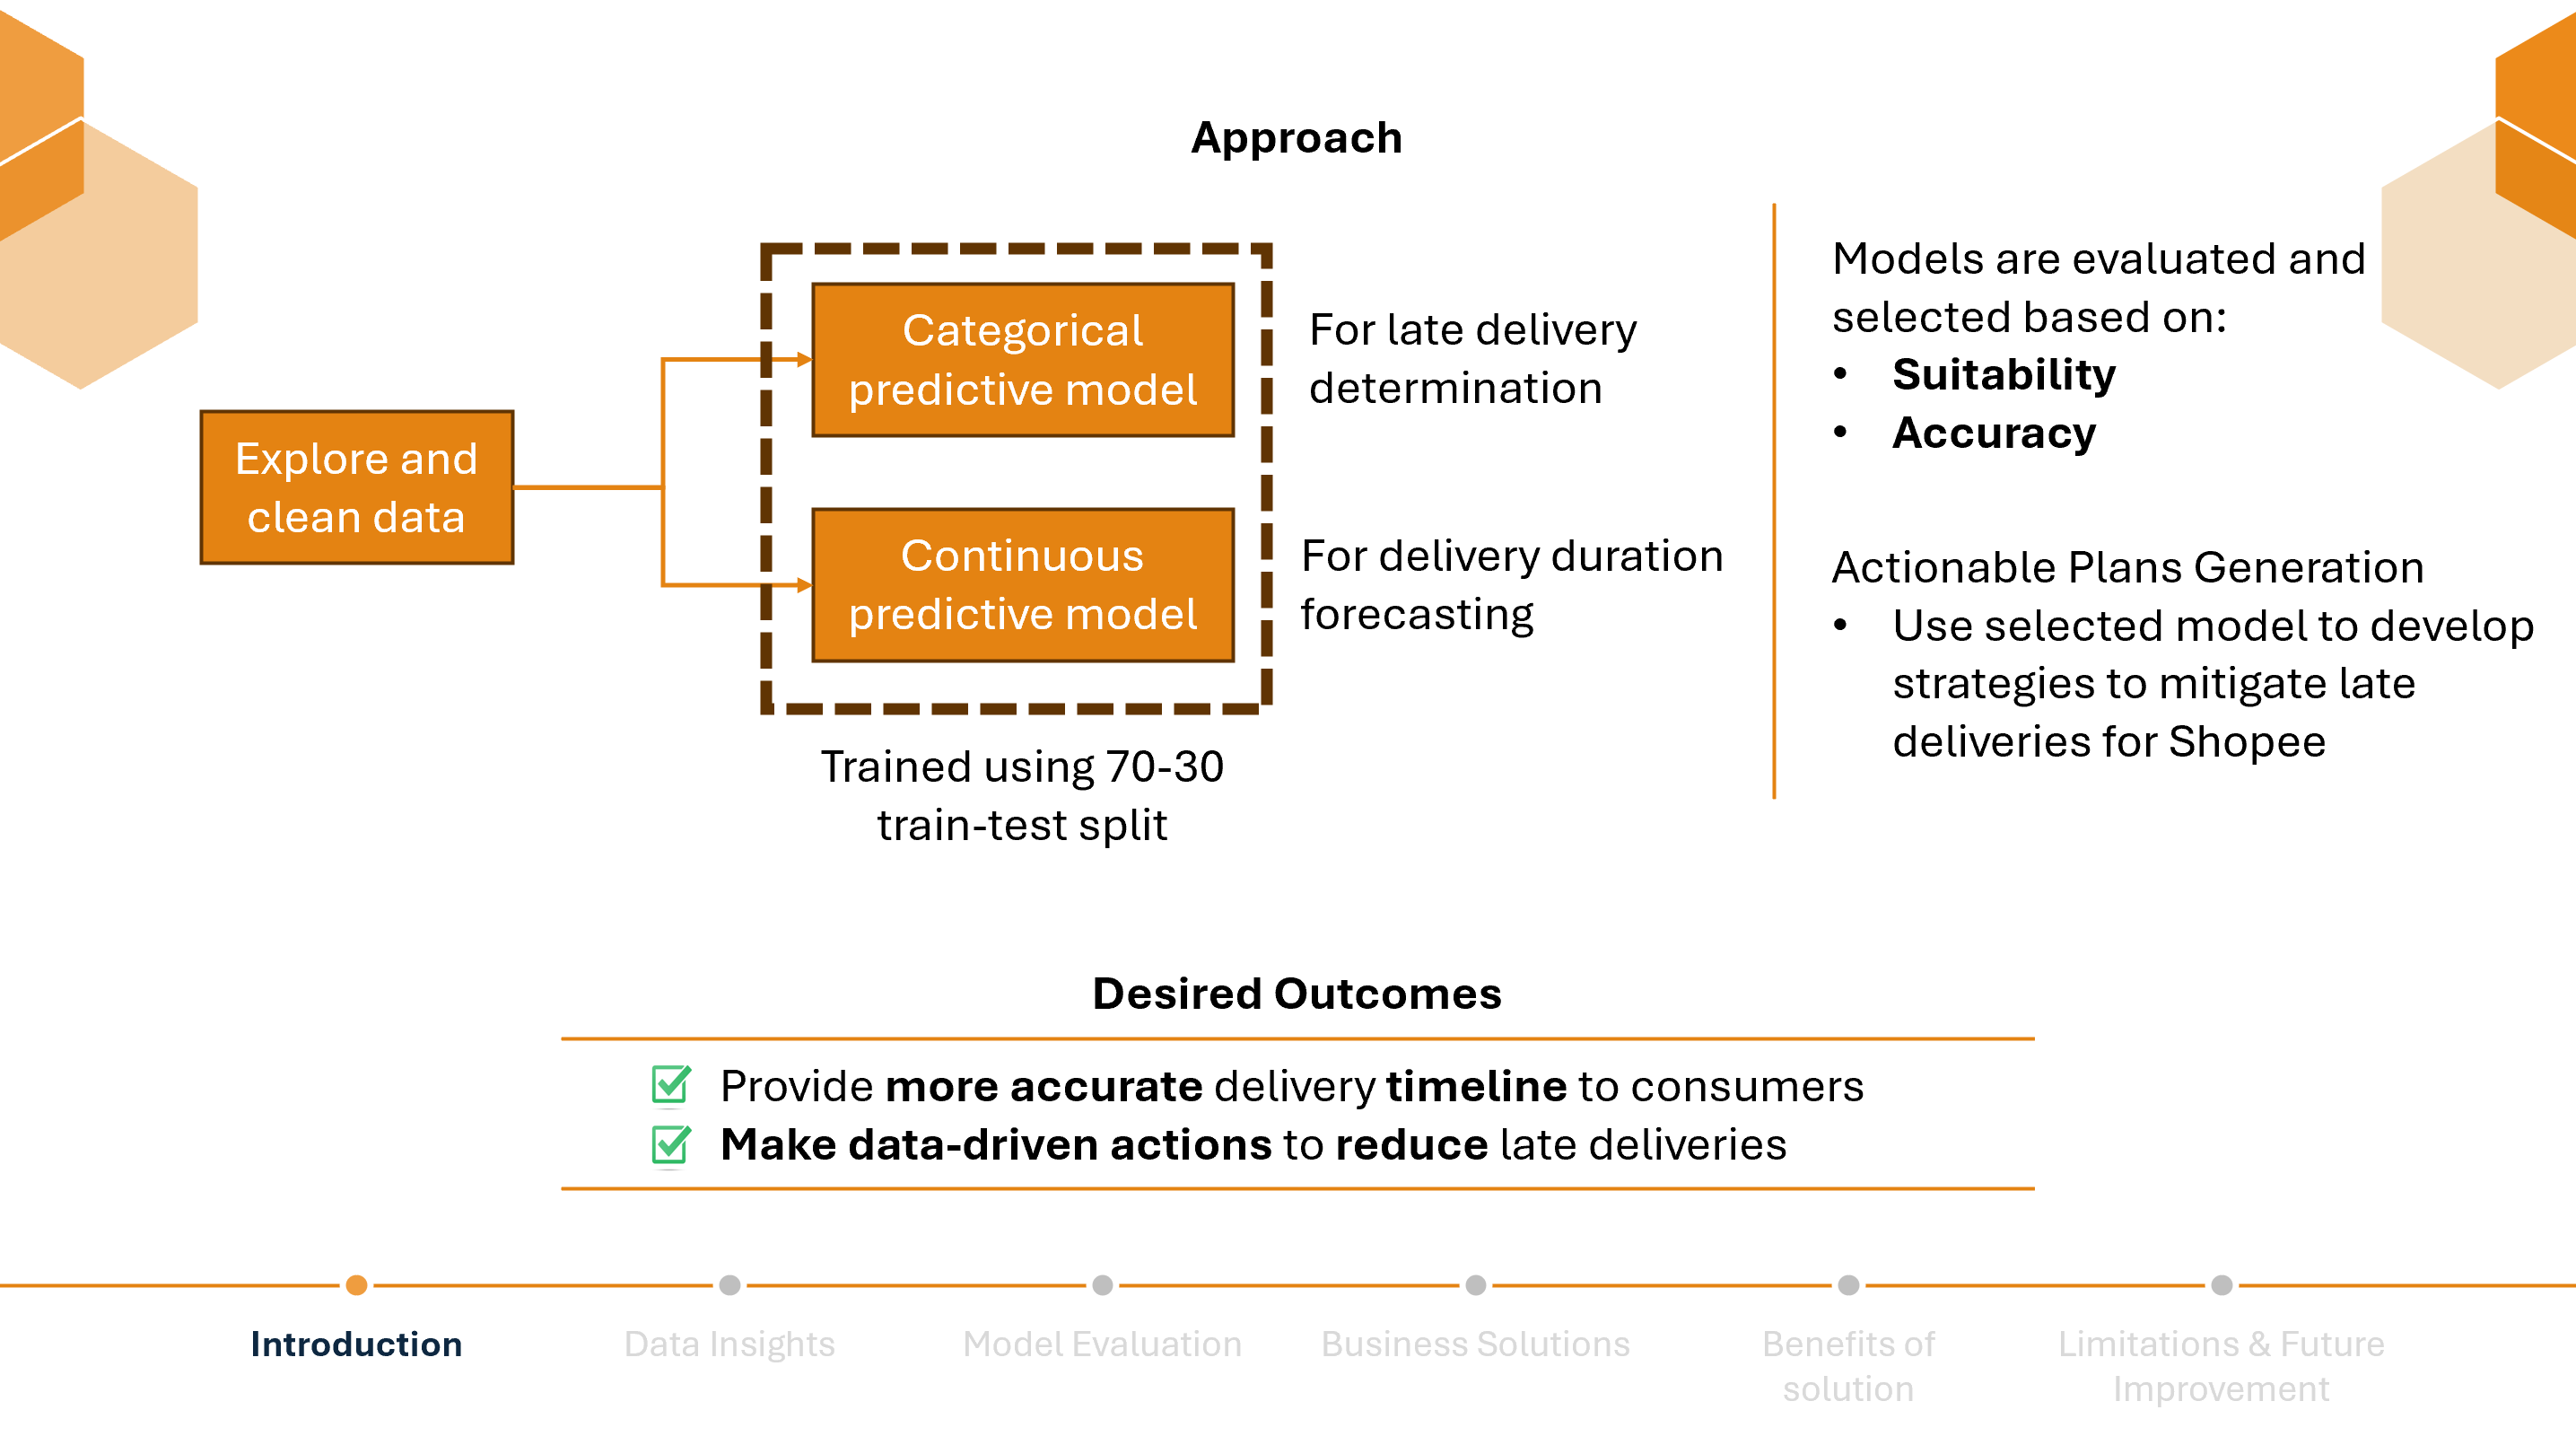 Approach
Explore and
clean data
Categorical
predictive model
For late delivery
determination
Continuous
predictive model
For delivery duration
forecasting
Trained using 70-30
train-test split
Models are evaluated and
selected based on:
• Suitability
• Accuracy
Actionable Plans Generation
• Use selected model to develop
strategies to mitigate late
deliveries for Shopee
Desired Outcomes
Provide more accurate delivery timeline to consumers
Make data-driven actions to reduce late deliveries
Introduction
Data Insights
Model Evaluation
Business Solutions
Benefits of
solution
Limitations & Future
Improvement